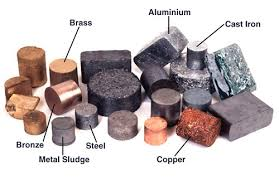 Aluminium
Brass
Cast Iron
Bronze
Steel
Metal Sludge
Copper